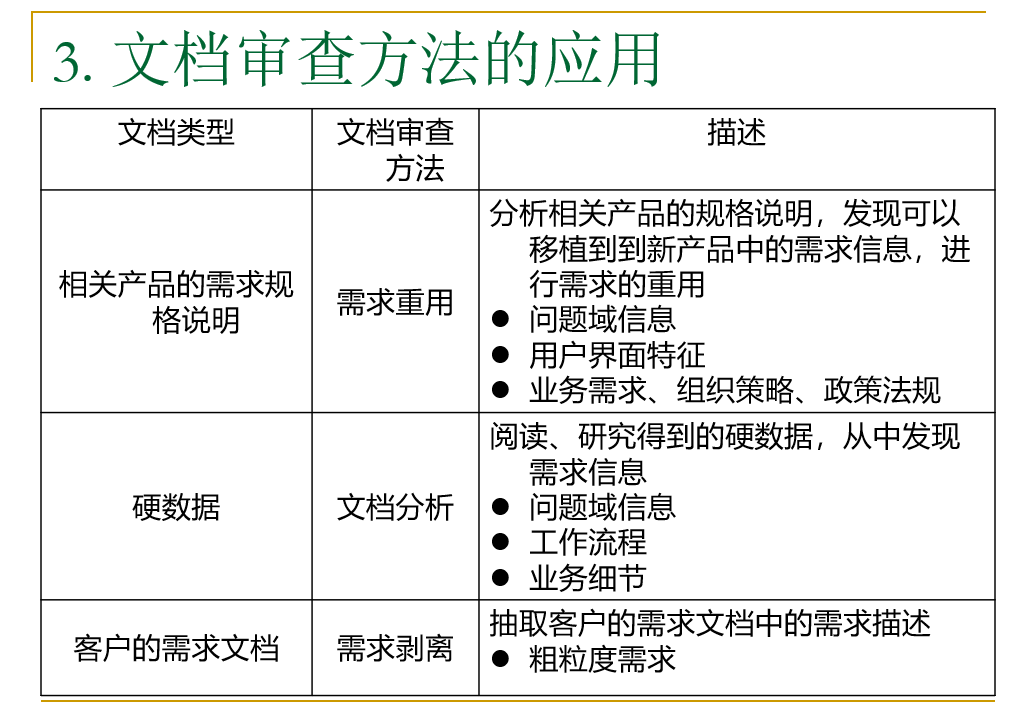 3. 文档审查方法的应用
文档类型
文档审查
方法
描述
相关产品的需求规
格说明
需求重用
分析相关产品的规格说明，发现可以
移植到到新产品中的需求信息，进
行需求的重用
● 问题域信息
● 用户界面特征
● 业务需求、组织策略、政策法规
硬数据
文档分析
阅读、研究得到的硬数据，从中发现
需求信息
● 问题域信息
● 工作流程
● 业务细节
客户的需求文档
需求剥离
抽取客户的需求文档中的需求描述
● 粗粒度需求